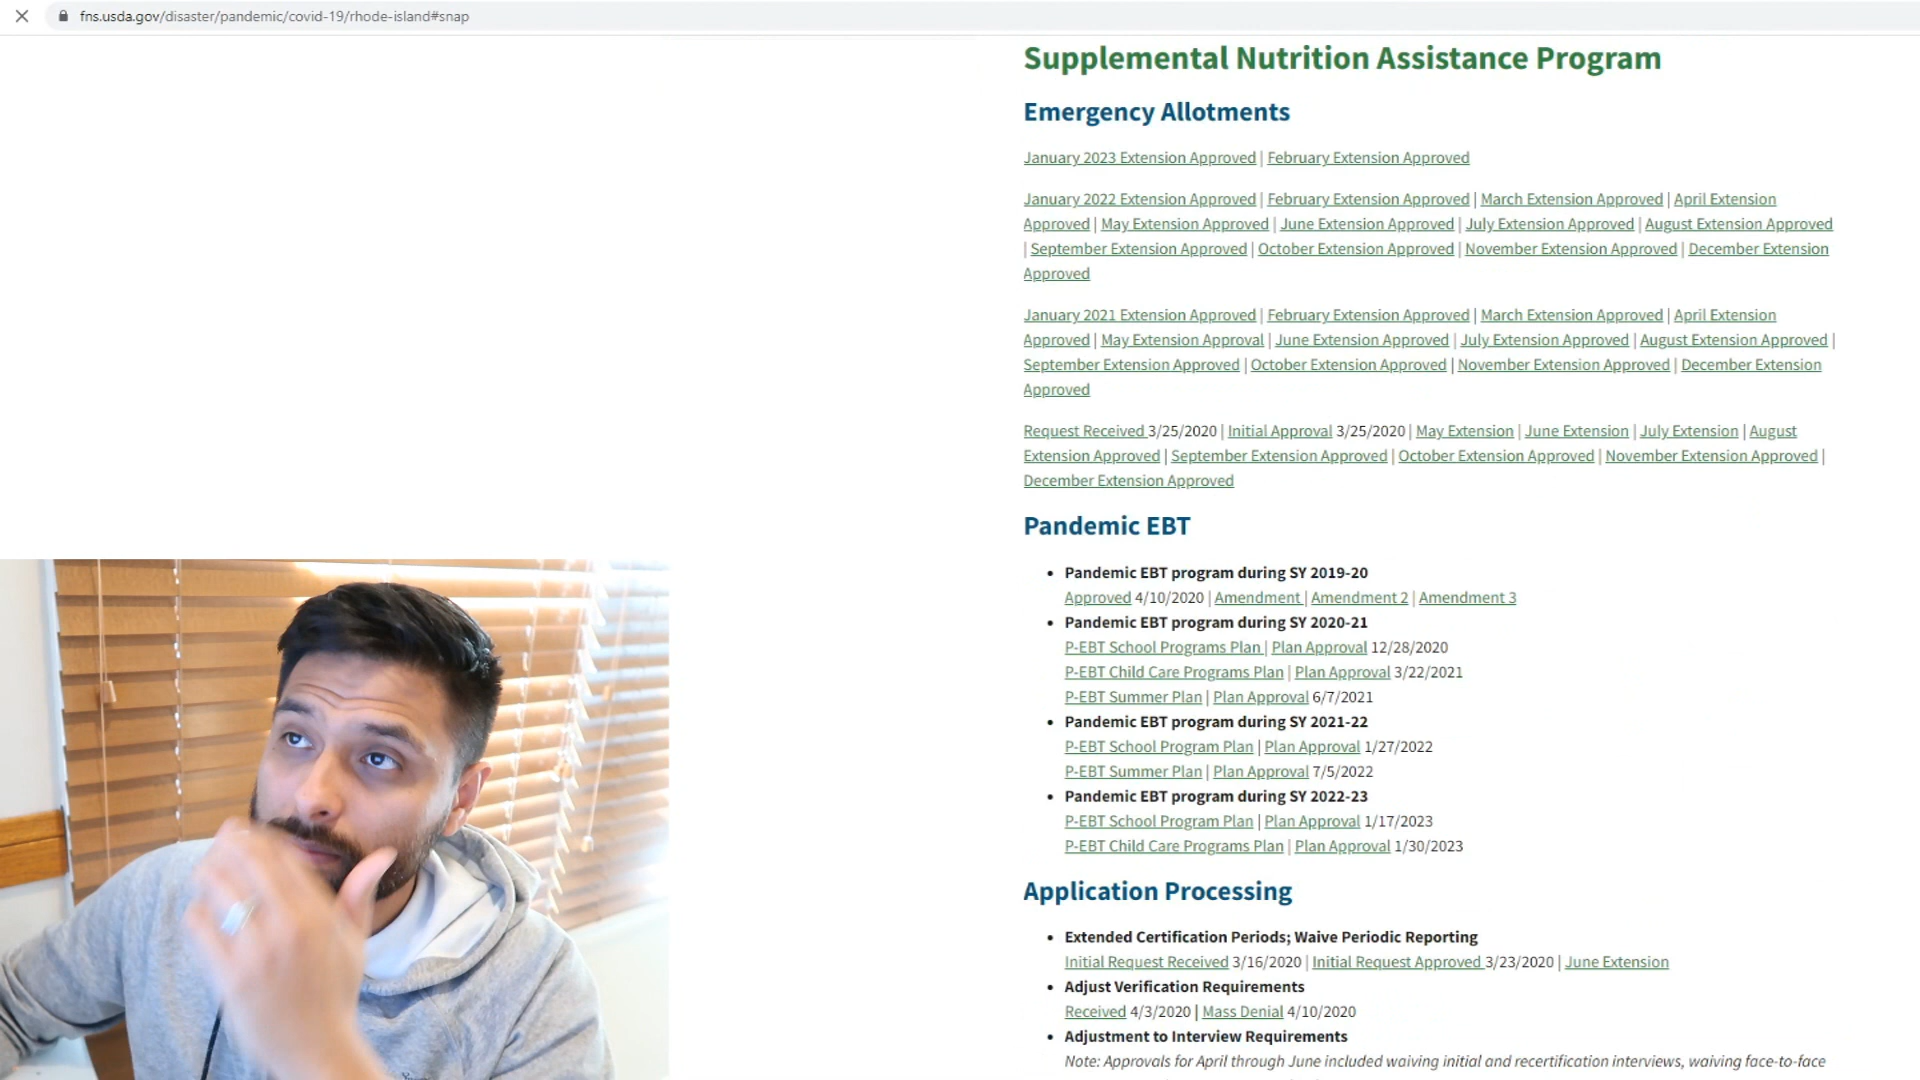 fns.usda.gov/disaster/pandemic/covid-19/rhode-island#snap
Supplemental Nutrition Assistance Program
Emergency Allotments
January 2023 Extension Approved | February Extension Approved
January 2022 Extension Approved | February Extension Approved | March Extension Approved | April Extension
Approved | May Extension Approved | June Extension Approved | July Extension Approved | August Extension Approved
| September Extension Approved | October Extension Approved | November Extension Approved | December Extension
Approved
January 2021 Extension Approved | February Extension Approved | March Extension Approved | April Extension
Approved | May Extension Approval | June Extension Approved | July Extension Approved | August Extension Approved |
September Extension Approved | October Extension Approved | November Extension Approved | December Extension
Approved
Request Received 3/25/2020 | Initial Approval 3/25/2020 | May Extension | June Extension | July Extension | August
Extension Approved | September Extension Approved | October Extension Approved | November Extension Approved |
December Extension Approved
Pandemic EBT
• Pandemic EBT program during SY 2019-20
Approved 4/10/2020 | Amendment | Amendment 2 | Amendment 3
• Pandemic EBT program during SY 2020-21
P-EBT School Programs Plan | Plan Approval 12/28/2020
P-EBT Child Care Programs Plan | Plan Approval 3/22/2021
P-EBT Summer Plan | Plan Approval 6/7/2021
• Pandemic EBT program during SY 2021-22
P-EBT School Program Plan | Plan Approval 1/27/2022
P-EBT Summer Plan | Plan Approval 7/5/2022
• Pandemic EBT program during SY 2022-23
P-EBT School Program Plan | Plan Approval 1/17/2023
P-EBT Child Care Programs Plan | Plan Approval 1/30/2023
Application Processing
• Extended Certification Periods; Waive Periodic Reporting
Initial Request Received 3/16/2020 | Initial Request Approved 3/23/2020 | June Extension
• Adjust Verification Requirements
Received 4/3/2020 | Mass Denial 4/10/2020
• Adjustment to Interview Requirements
Note: Approvals for April through June included waiving initial and recertification interviews, waiving face-to-face